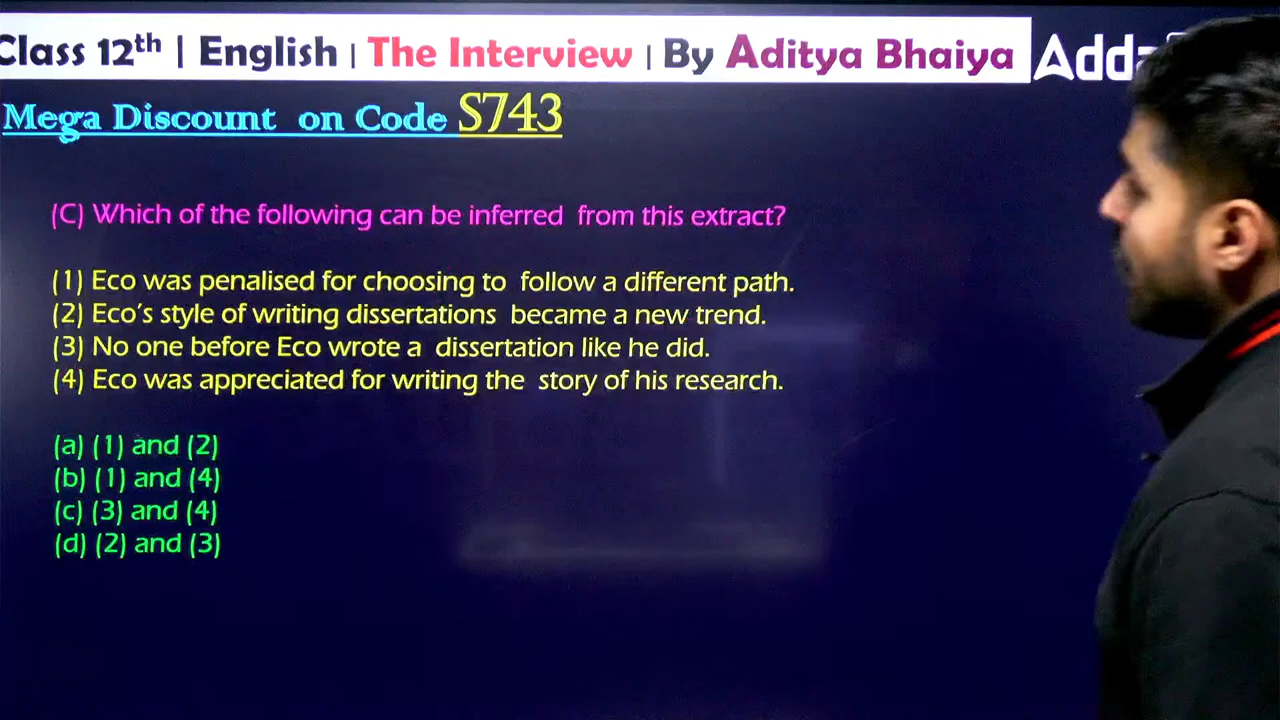 Class 12th | English | The Interview | By Aditya Bhaiya
Mega Discount on Code S743
(C) Which of the following can be inferred from this extract?
(1) Eco was penalised for choosing to follow a different path.
(2) Eco's style of writing dissertations became a new trend.
(3) No one before Eco wrote a dissertation like he did.
(4) Eco was appreciated for writing the story of his research.
(a) (1) and (2)
(b) (1) and (4)
(c) (3) and (4)
(d) (2) and (3)